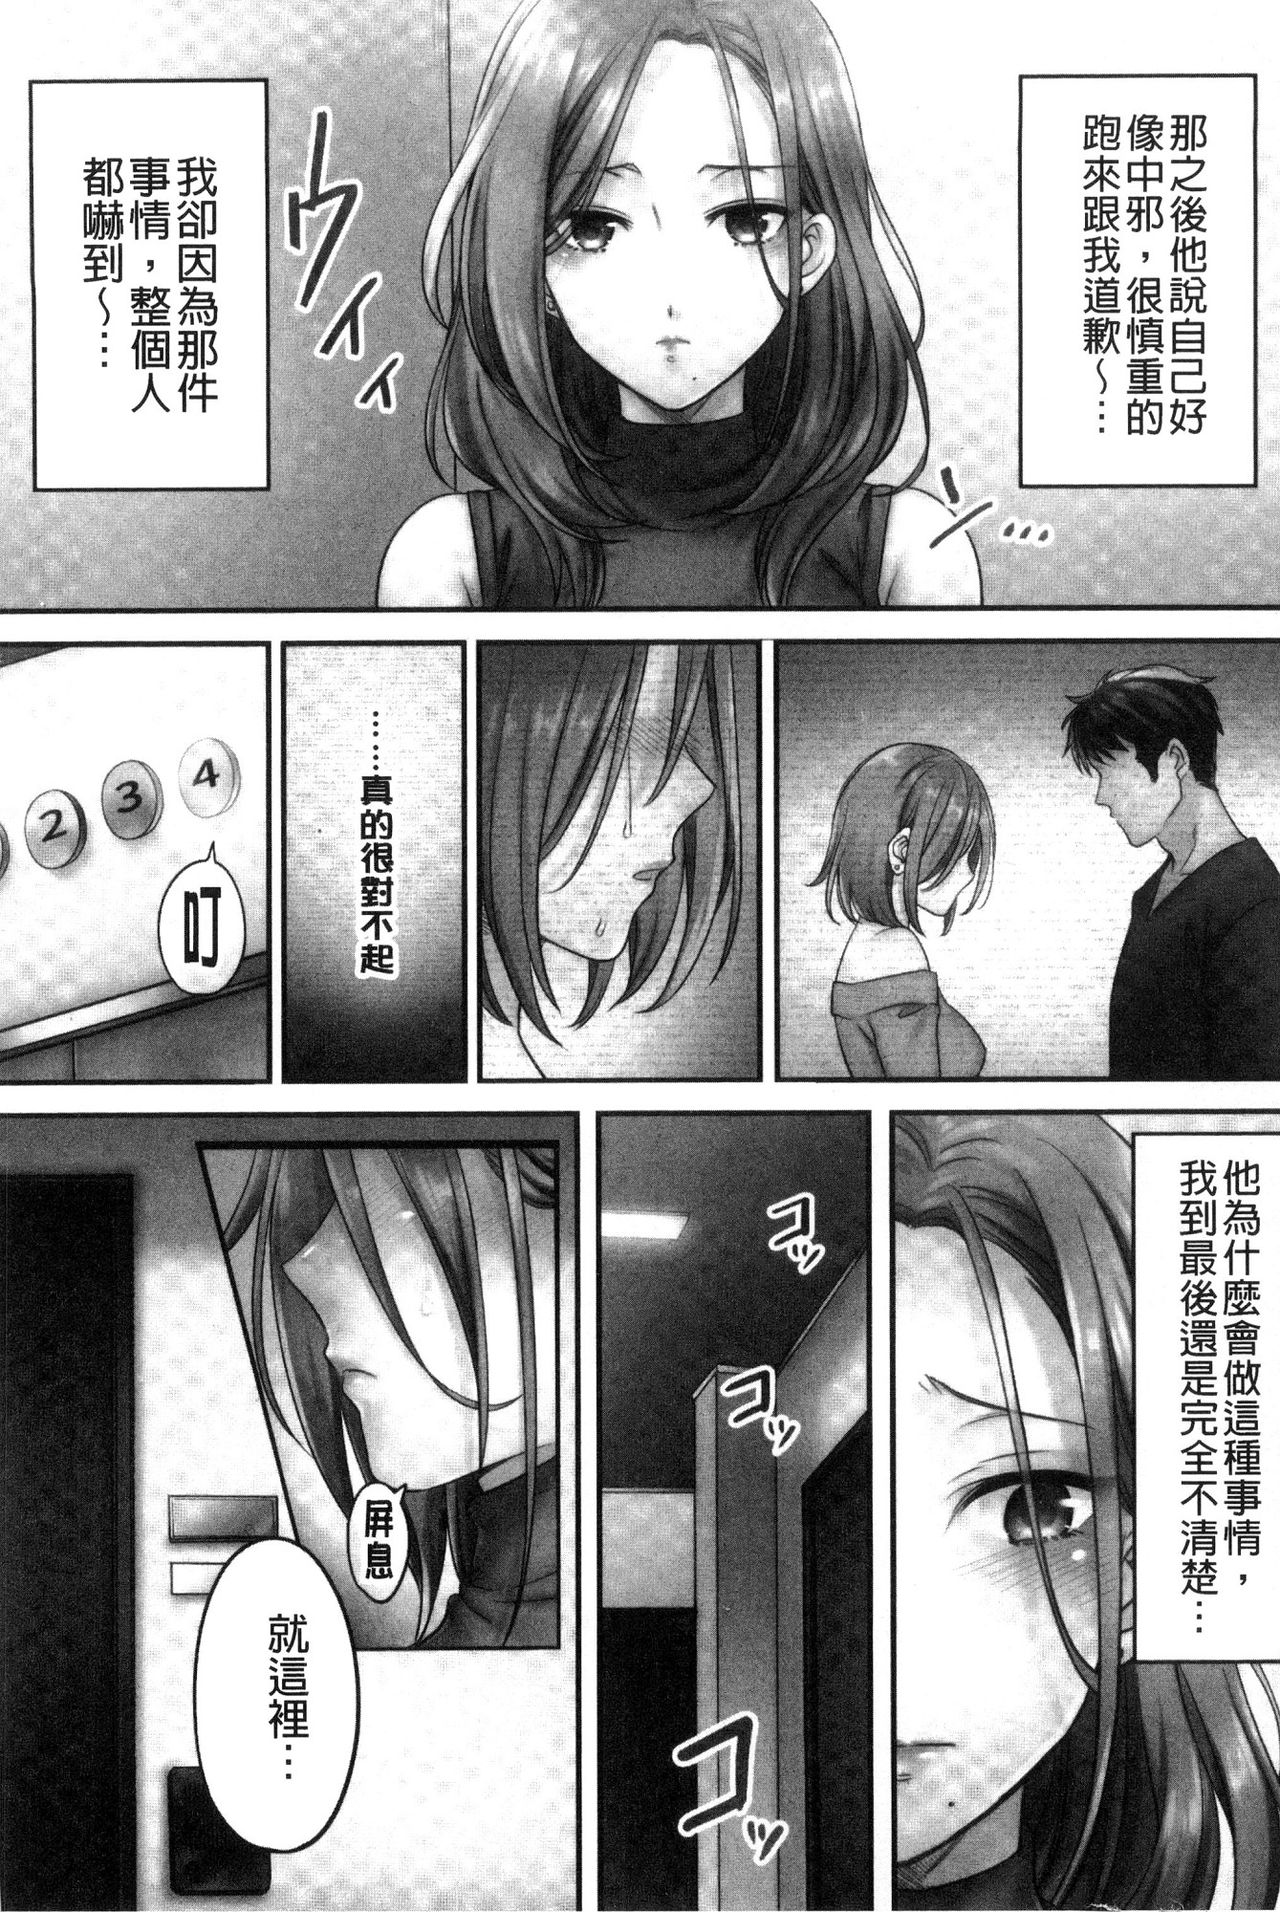 那之後他說自己好
像中邪，很慎重的
跑來跟我道歉～…
我卻因為那件
事情，整個人
都嚇到～…
ウィィ
ン…
……真的很對不起
2
3
4
叮
他為什麼會做這種事情，
我到最後還是完全不清楚…
コッ
コッ
コッ
屏息
就這裡…